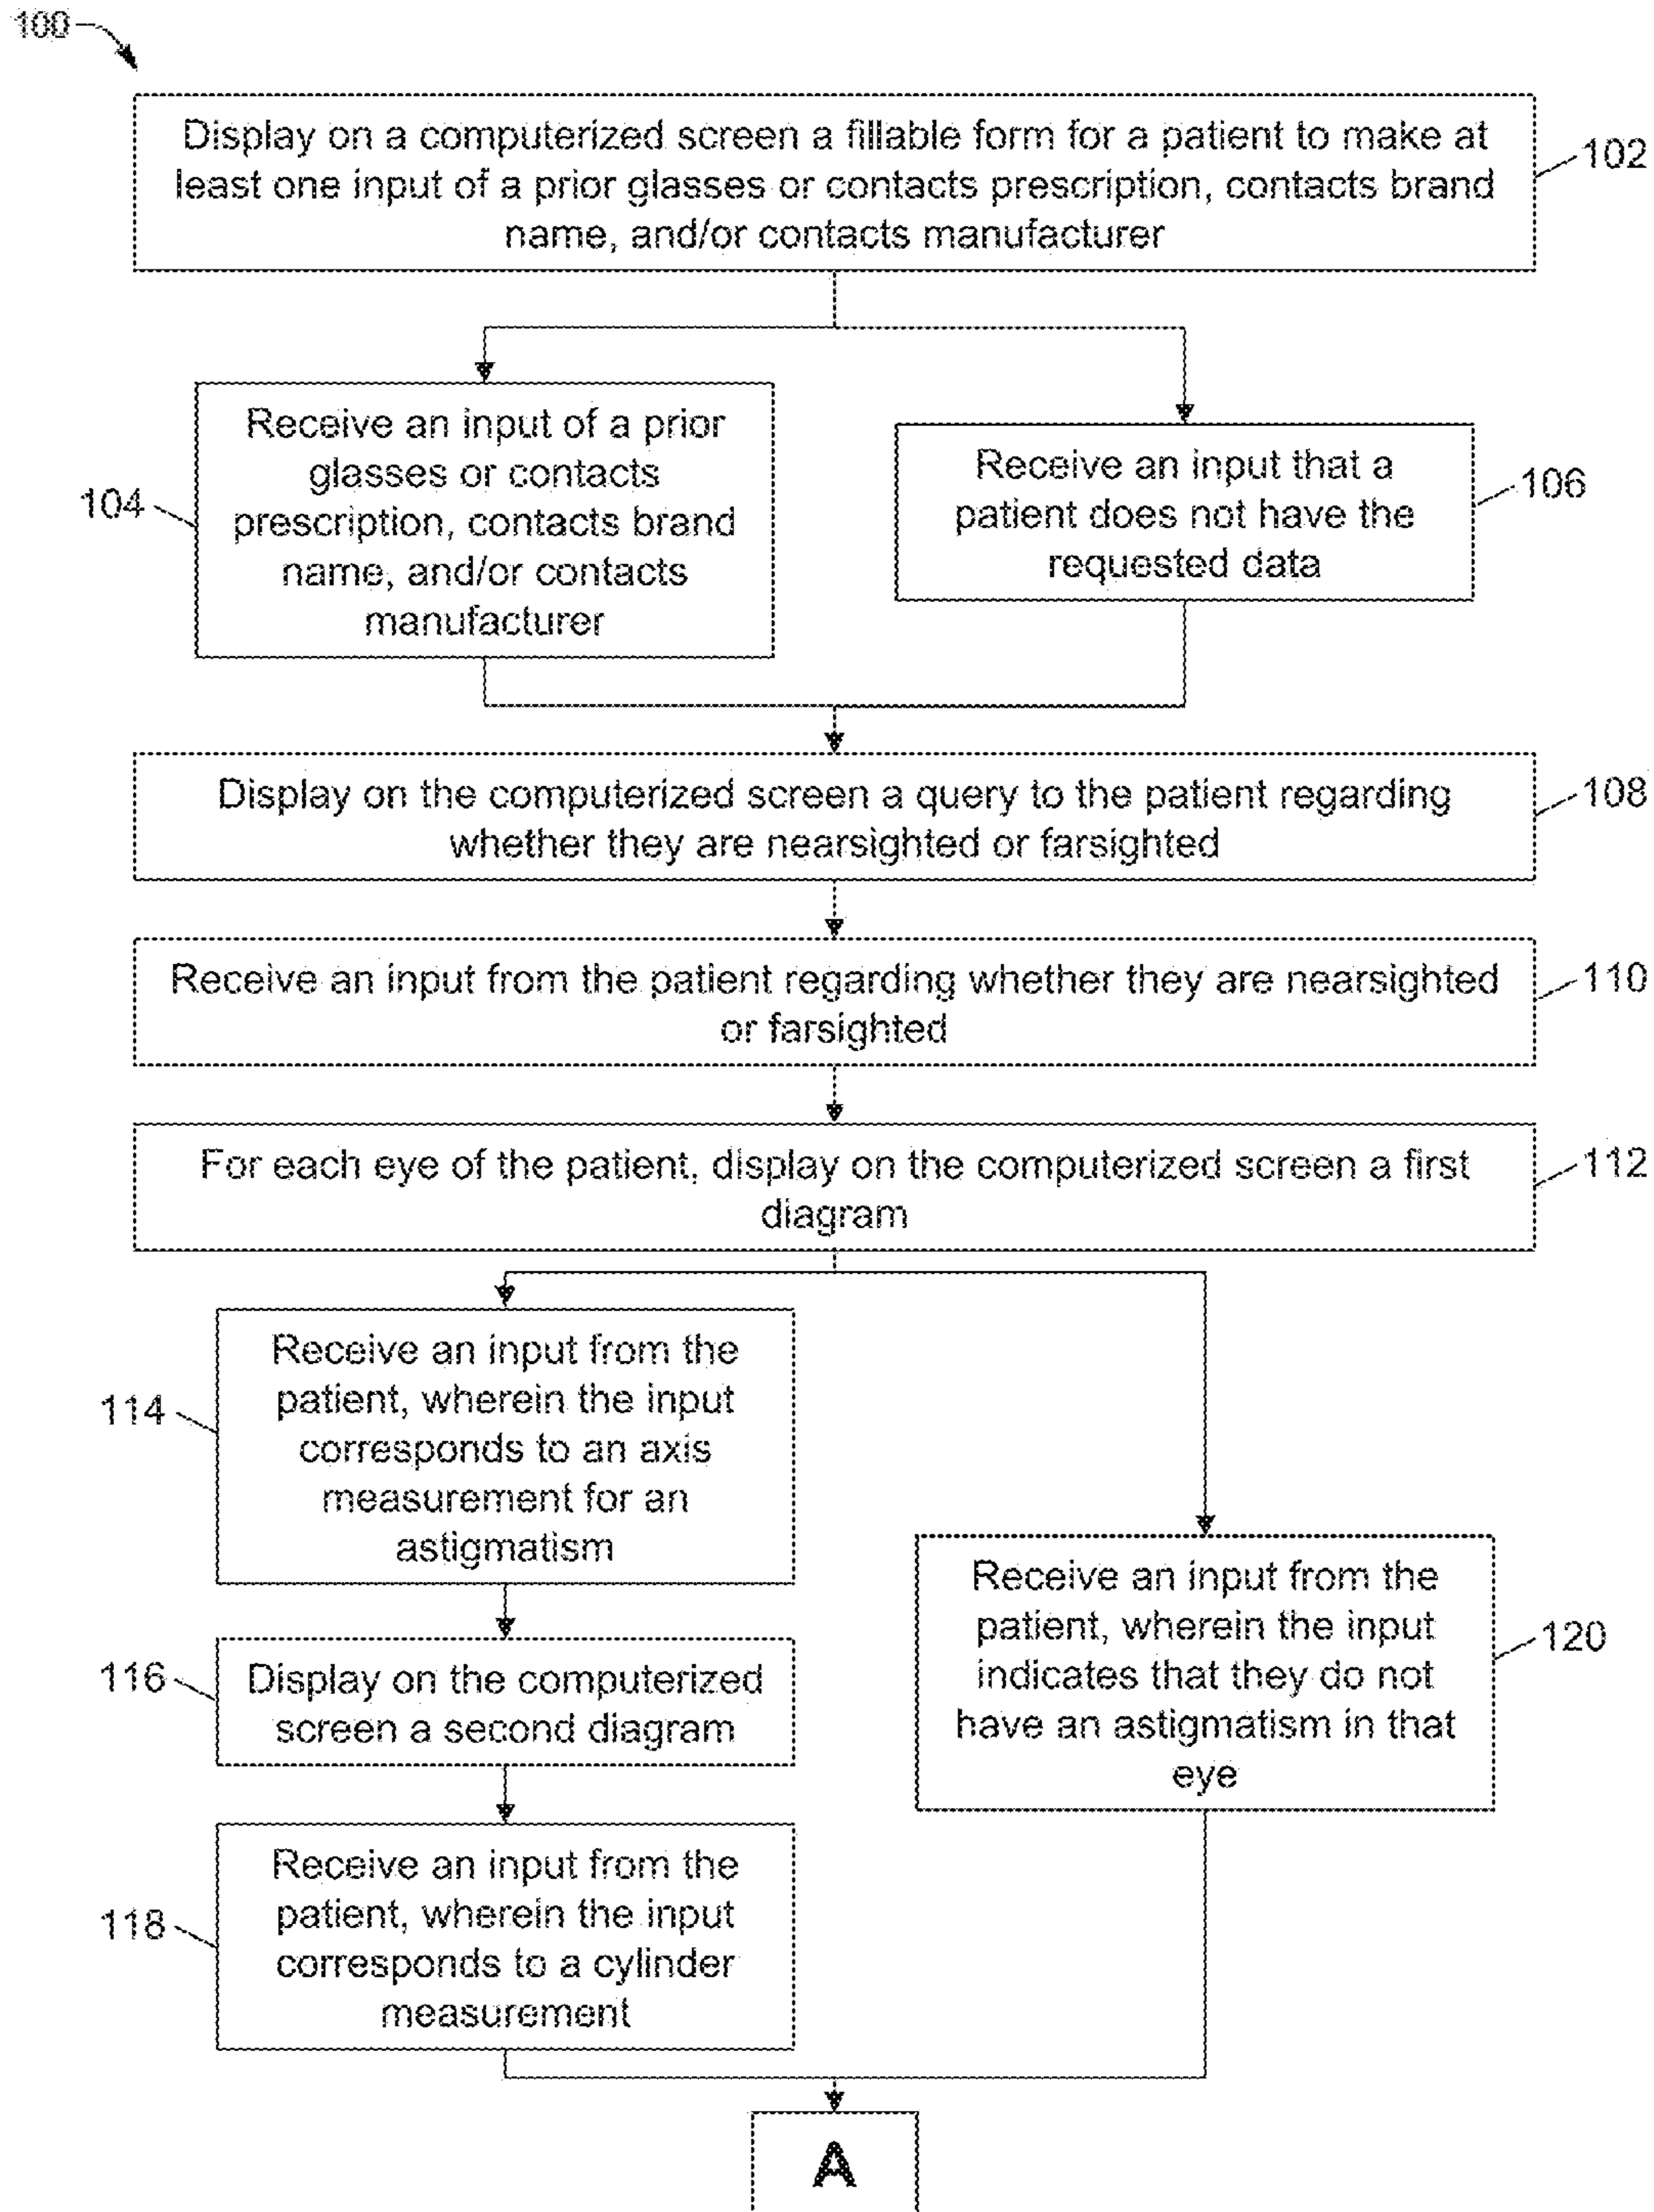 100
Display on a computerized screen a fillable form for a patient to make at
least one input of a prior glasses or contacts prescription, contacts brand
name, and/or contacts manufacturer
102
Receive an input of a prior
glasses or contacts
prescription, contacts brand
name, and/or contacts
manufacturer
104
Receive an input that a
patient does not have the
requested data
106
Display on the computerized screen a query to the patient regarding
whether they are nearsighted or farsighted
108
Receive an input from the patient regarding whether they are nearsighted
or farsighted
110
For each eye of the patient, display on the computerized screen a first
diagram
112
Receive an input from the
patient, wherein the input
corresponds to an axis
measurement for an
astigmatism
114
Display on the computerized
screen a second diagram
116
Receive an input from the
patient, wherein the input
corresponds to a cylinder
measurement
118
Receive an input from the
patient, wherein the input
indicates that they do not
have an astigmatism in that
eye
120
A